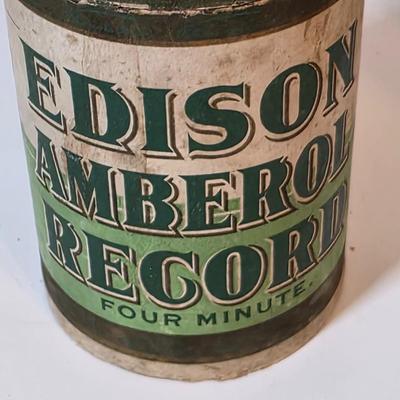 EDISON
AMBEROL
RECORD
FOUR MINUTE.